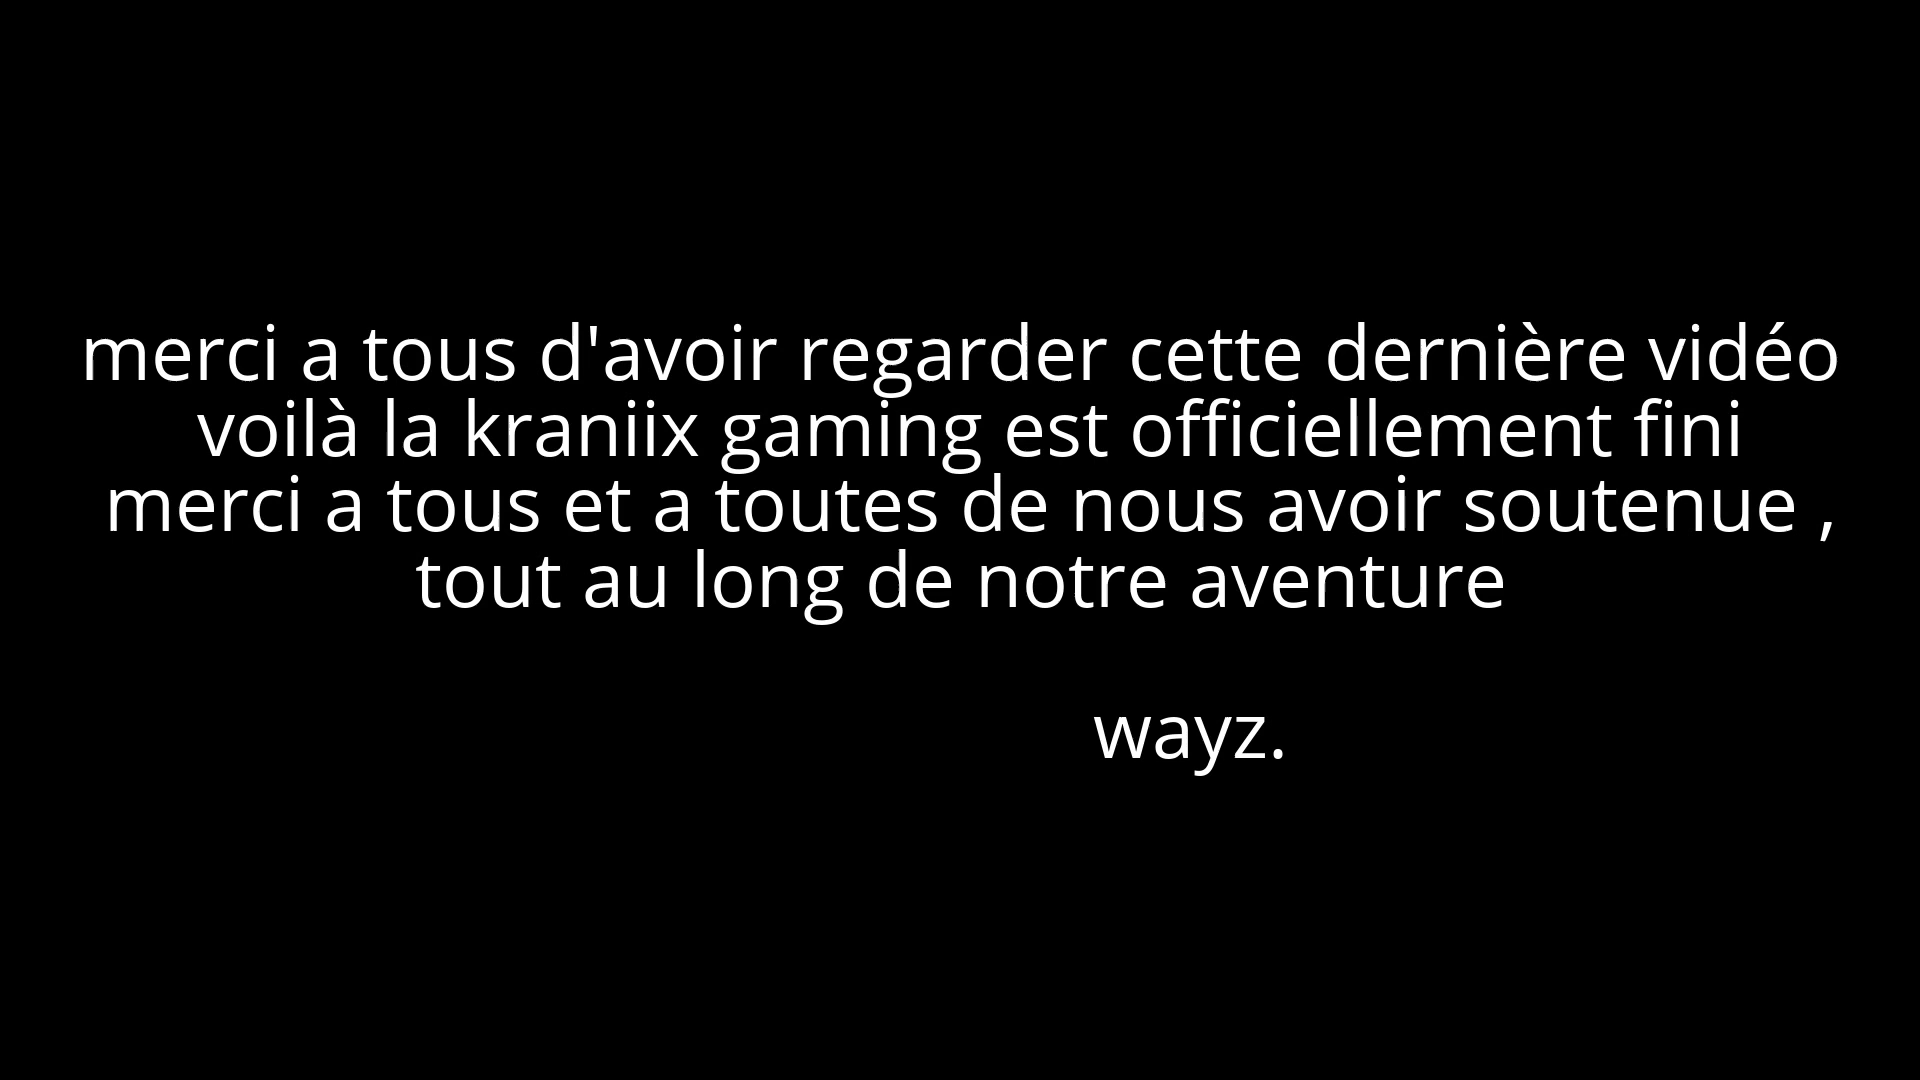 merci a tous d'avoir regarder cette dernière vidéo
voilà la kraniix gaming est officiellement fini
merci a tous et a toutes de nous avoir soutenue ,
tout au long de notre aventure
wayz.